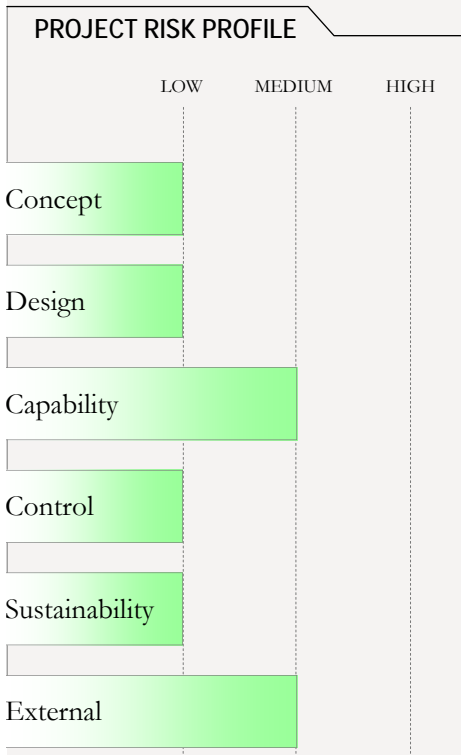 PROJECT RISK PROFILE
LOW MEDIUM HIGH
Concept
Design
Capability
Control
Sustainability
External